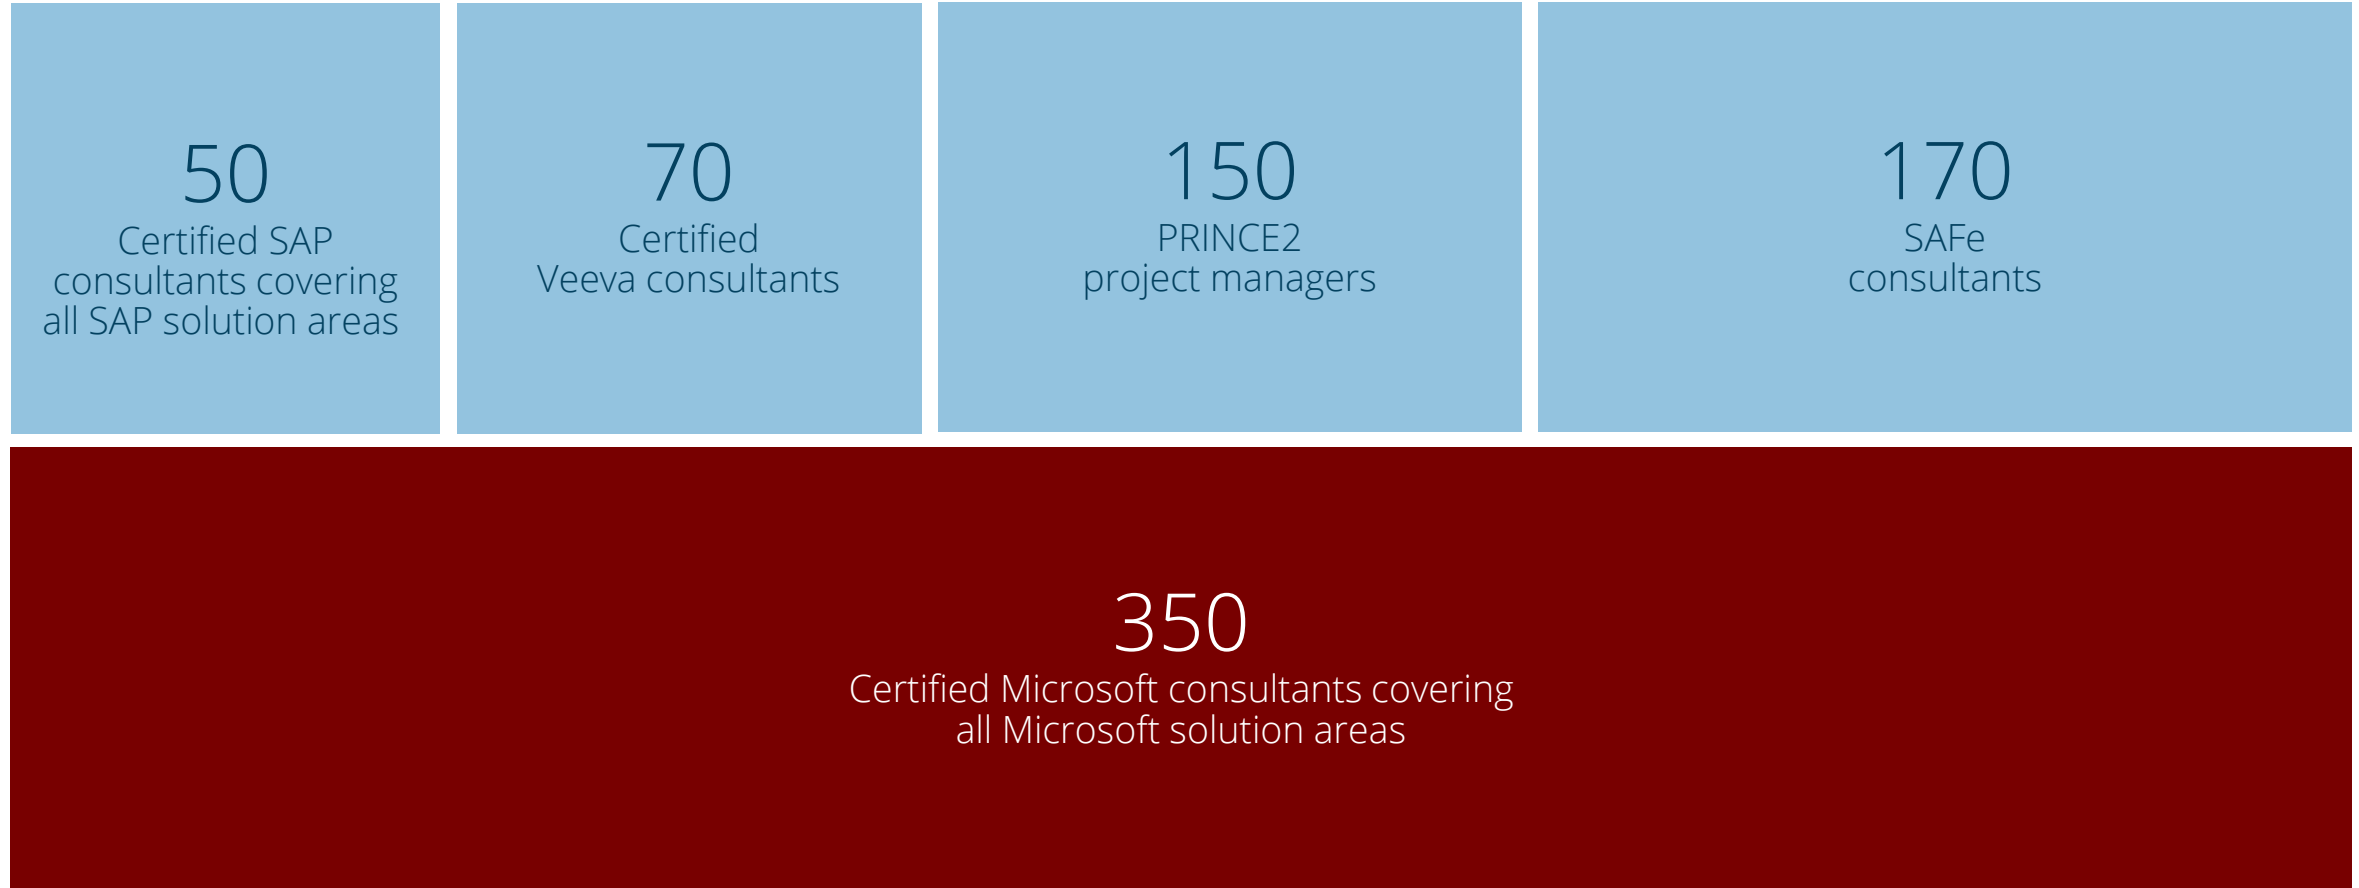 50
Certified SAP
consultants covering
all SAP solution areas
70
Certified
Veeva consultants
150
PRINCE2
project managers
170
SAFe
consultants
350
Certified Microsoft consultants covering
all Microsoft solution areas